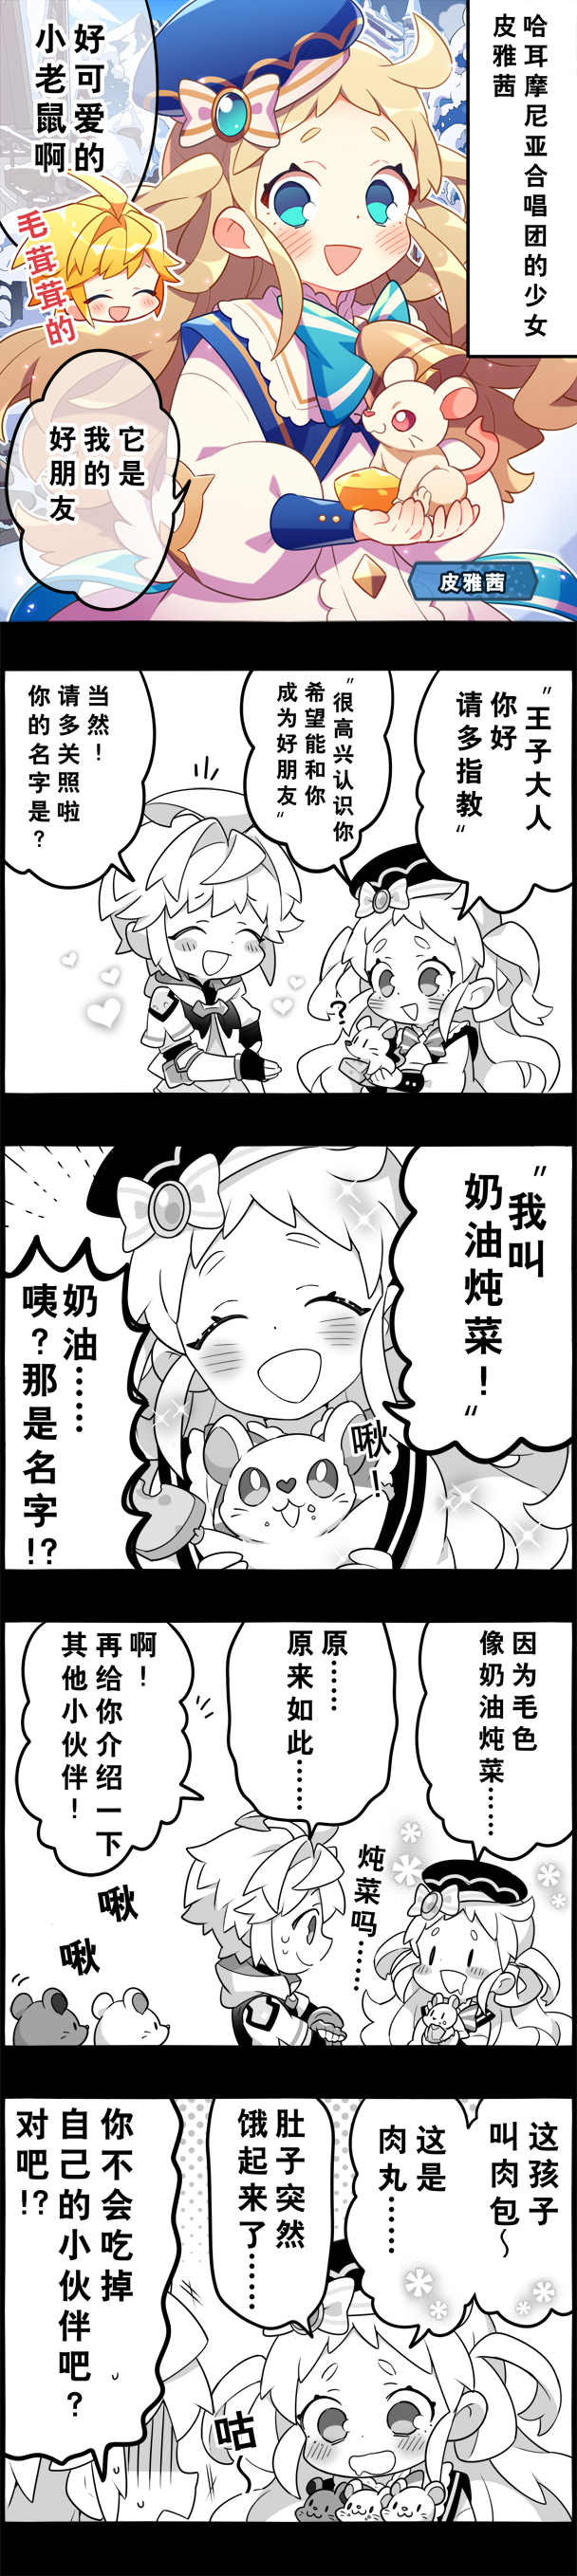 哈耳摩尼亚合唱团的少女
皮雅茜
好可爱的
小老鼠啊
毛茸茸的
它是
我的
好朋友
皮雅茜
“王子大人
你好
请多指教”
“很高兴认识你
希望能和你
成为好朋友”
当然！
请多关照啦
你的名字是？
?
“我叫
奶油炖菜！”
啾！
奶油……
咦？那是名字!?
因为毛色
像奶油炖菜……
原……
原来如此……
炖菜吗……
啊！
再给你介绍一下
其他小伙伴！
啾
啾
这孩子
叫肉包～
这是
肉丸……
肚子突然
饿起来了……
咕～
你不会吃掉
自己的小伙伴吧？
对吧!?